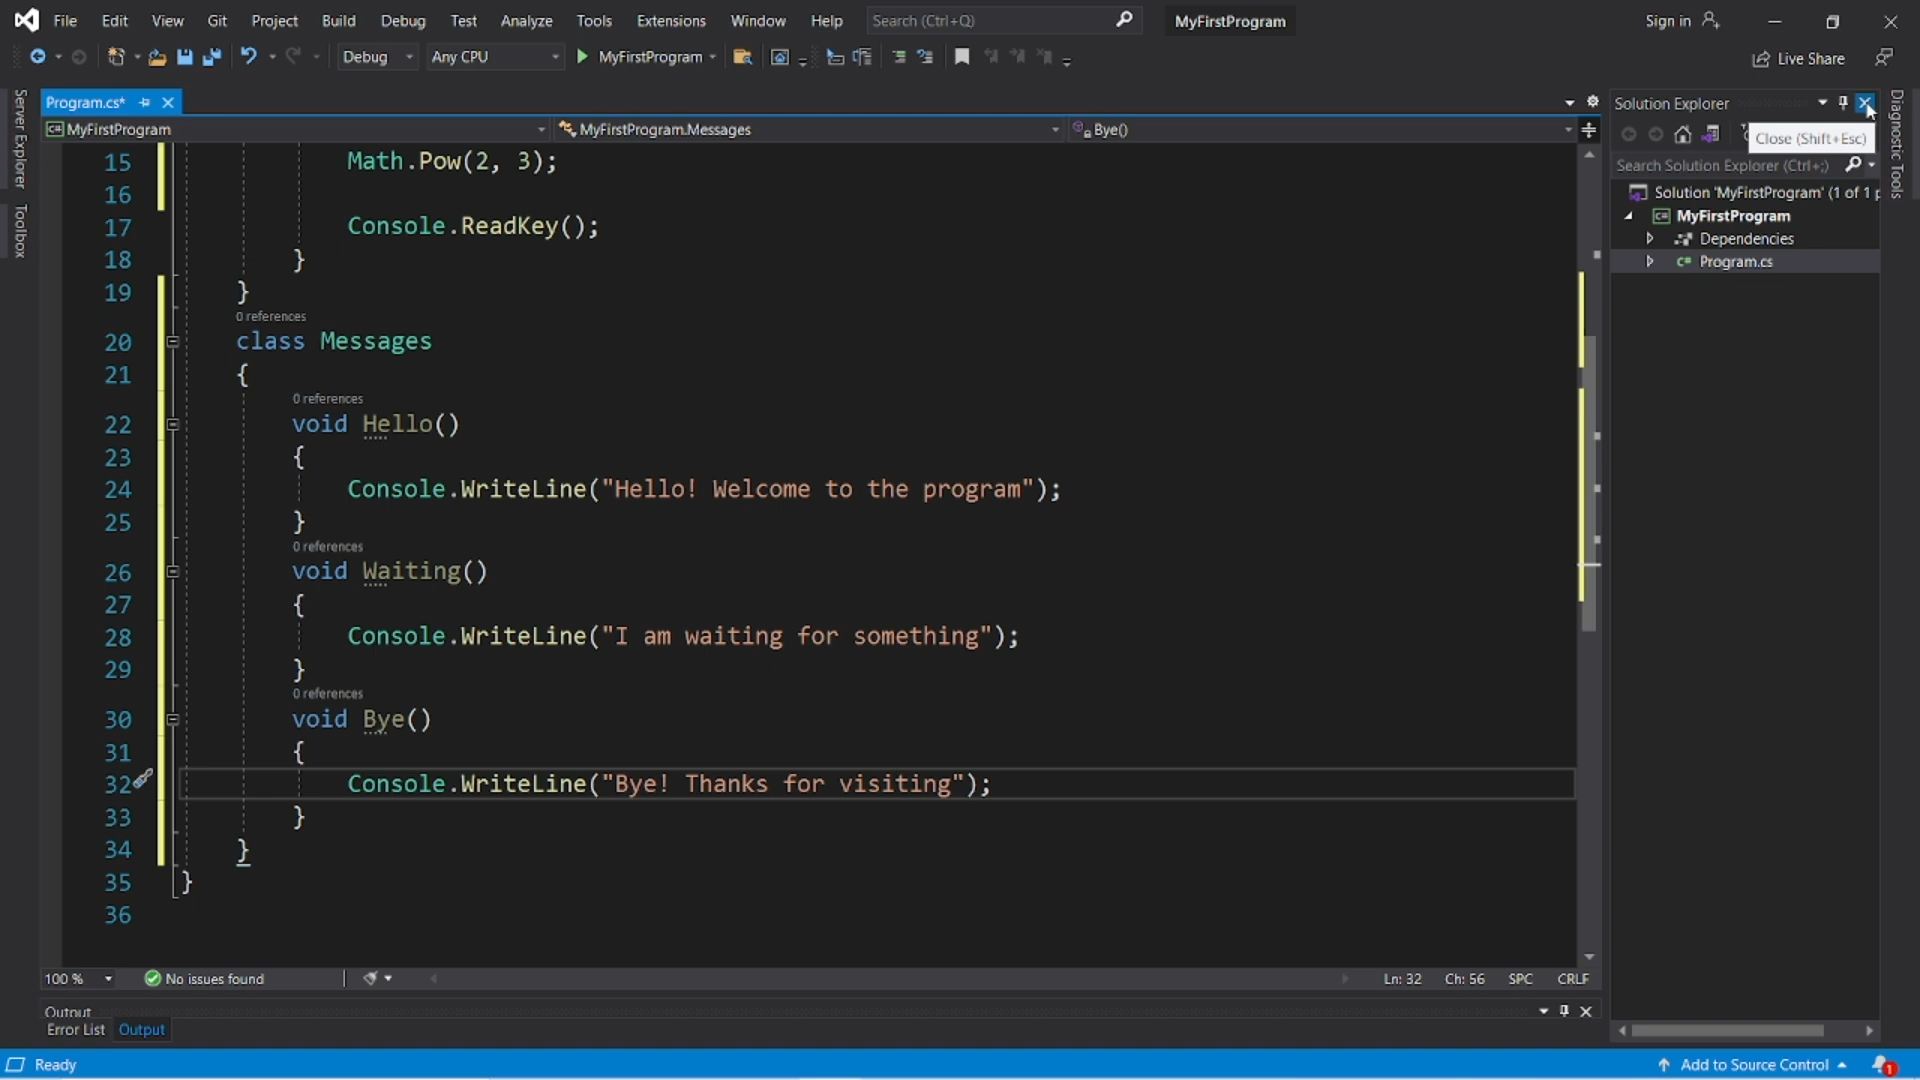 File Edit View Git Project Build Debug Test Analyze Tools Extensions Window Help Search (Ctrl+Q) MyFirstProgram Sign in
Debug Any CPU MyFirstProgram Live Share
Server Explorer
Toolbox
Program.cs*
MyFirstProgram MyFirstProgram.Messages Bye()
15 Math.Pow(2, 3);
16
17 Console.ReadKey();
18 }
19 }
0 references
20 class Messages
21 {
0 references
22 void Hello()
23 {
24 Console.WriteLine("Hello! Welcome to the program");
25 }
0 references
26 void Waiting()
27 {
28 Console.WriteLine("I am waiting for something");
29 }
0 references
30 void Bye()
31 {
32 Console.WriteLine("Bye! Thanks for visiting");
33 }
34 }
35 }
36
100 % No issues found Ln: 32 Ch: 56 SPC CRLF
Output
Error List Output
Solution Explorer
Close (Shift+Esc)
Search Solution Explorer (Ctrl+;)
Solution 'MyFirstProgram' (1 of 1 p
MyFirstProgram
Dependencies
C# Program.cs
Diagnostic Tools
Ready Add to Source Control 1